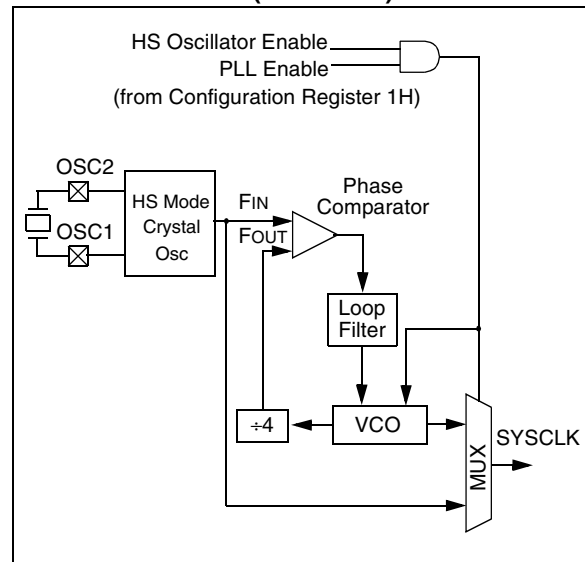 HS Oscillator Enable
PLL Enable
(from Configuration Register 1H)
OSC2
OSC1
HS Mode
Crystal
Osc
FIN
FOUT
Phase
Comparator
Loop
Filter
÷4
VCO
MUX
SYSCLK